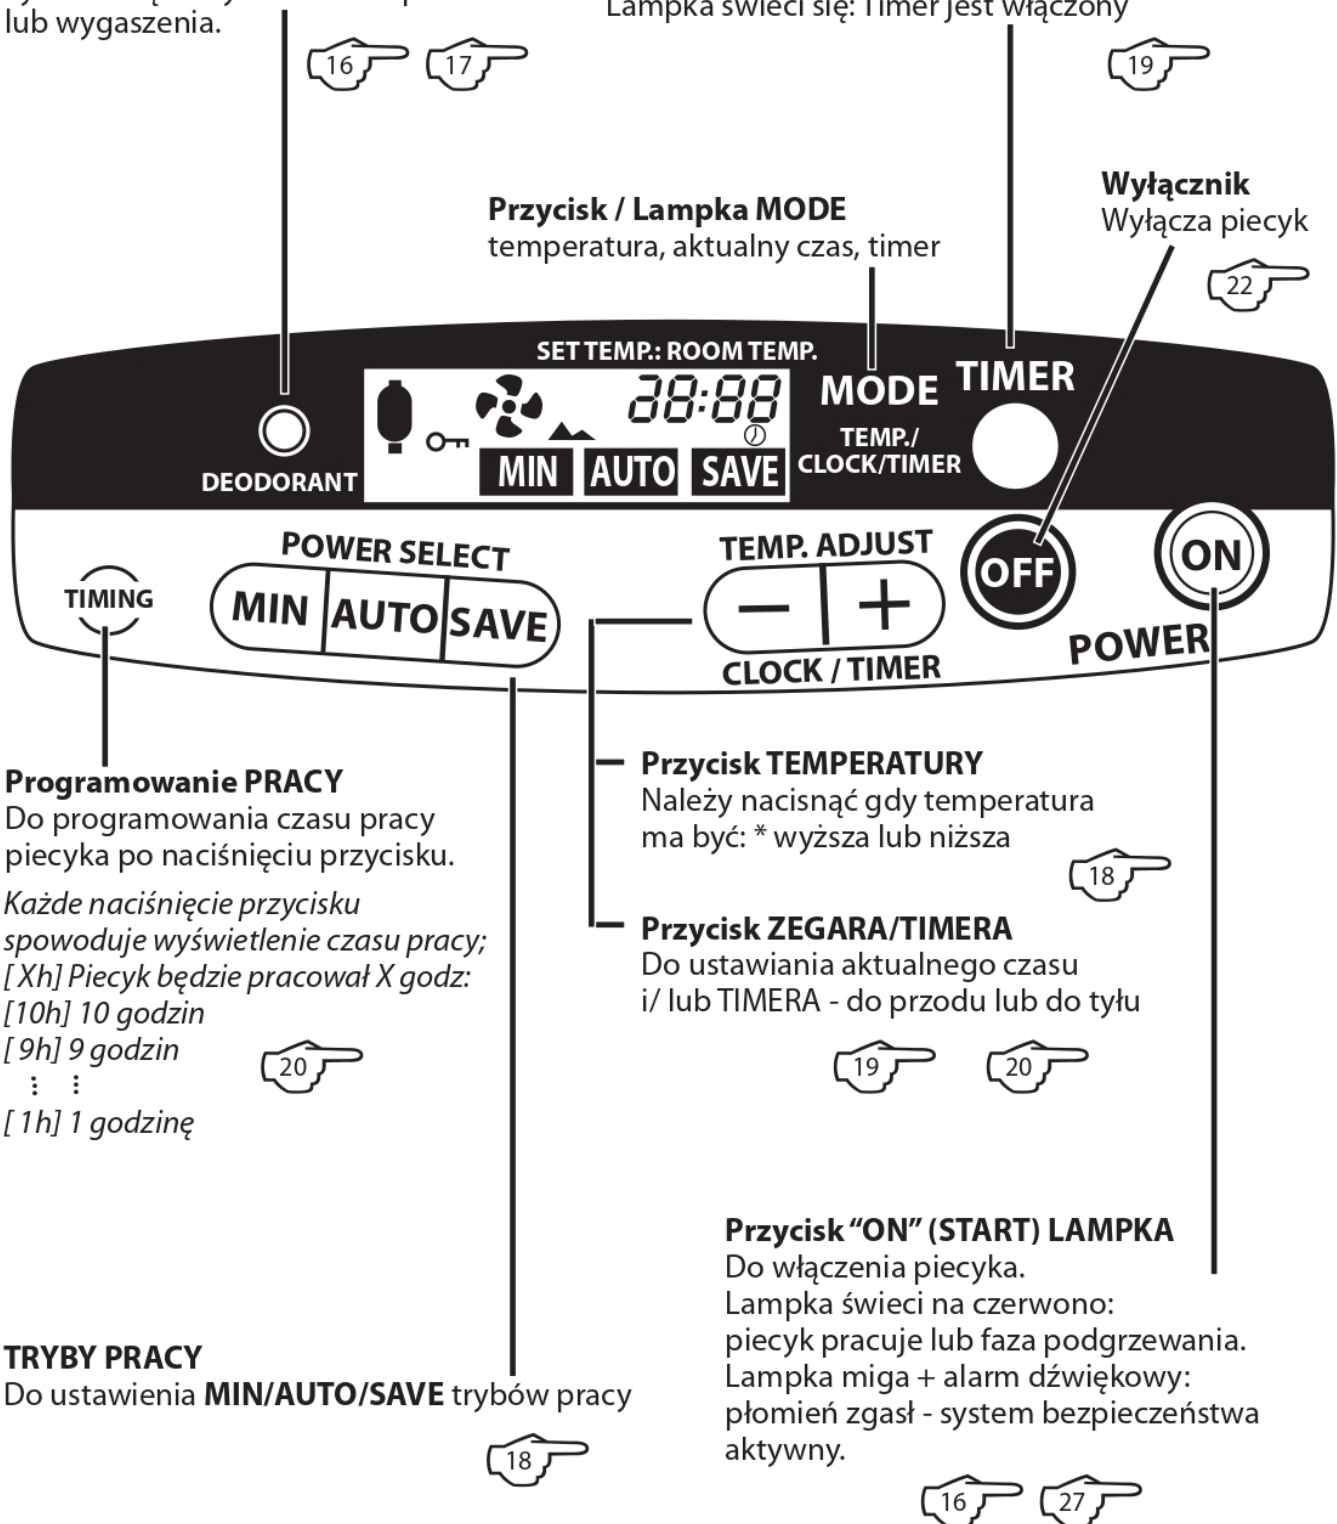 lub wygaszenia.
Lampka świeci się: Timer jest włączony
16
17
19
Wyłącznik
Wyłącza piecyk
22
Przycisk / Lampka MODE
temperatura, aktualny czas, timer
SET TEMP.: ROOM TEMP.
MODE
TIMER
28:88
TEMP./
CLOCK/TIMER
MIN AUTO SAVE
DEODORANT
POWER SELECT
MIN AUTO SAVE
TIMING
TEMP. ADJUST
− +
CLOCK / TIMER
OFF
ON
POWER
Programowanie PRACY
Do programowania czasu pracy
piecyka po naciśnięciu przycisku.
Każde naciśnięcie przycisku
spowoduje wyświetlenie czasu pracy;
[ Xh] Piecyk będzie pracował X godz:
[10h] 10 godzin
[ 9h] 9 godzin
⋮ ⋮
[ 1h] 1 godzinę
20
Przycisk TEMPERATURY
Należy nacisnąć gdy temperatura
ma być: * wyższa lub niższa
18
Przycisk ZEGARA/TIMERA
Do ustawiania aktualnego czasu
i/ lub TIMERA - do przodu lub do tyłu
19
20
TRYBY PRACY
Do ustawienia MIN/AUTO/SAVE trybów pracy
18
Przycisk “ON” (START) LAMPKA
Do włączenia piecyka.
Lampka świeci na czerwono:
piecyk pracuje lub faza podgrzewania.
Lampka miga + alarm dźwiękowy:
płomień zgasł - system bezpieczeństwa
aktywny.
16
27